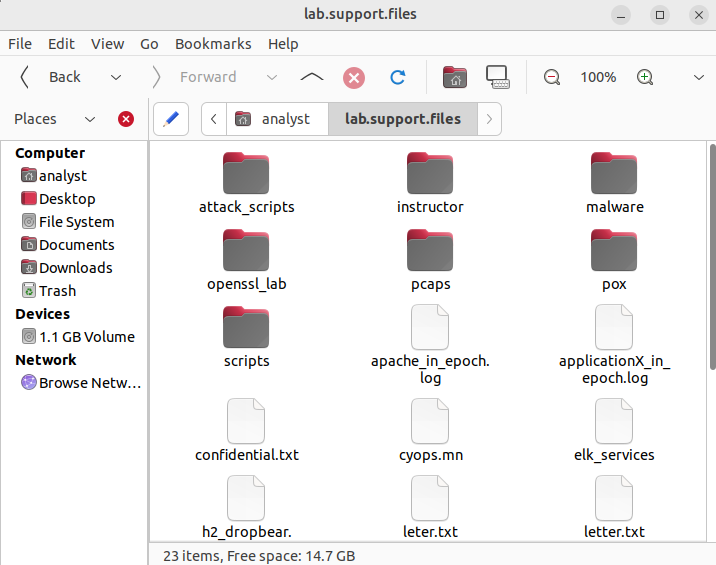 lab.support.files
File Edit View Go Bookmarks Help
Back Forward 100%
Places analyst lab.support.files
Computer
analyst
Desktop
File System
Documents
Downloads
Trash
Devices
1.1 GB Volume
Network
Browse Netw...
attack_scripts instructor malware
openssl_lab pcaps pox
scripts apache_in_epoch. applicationX_in_
log epoch.log
confidential.txt cyops.mn elk_services
h2_dropbear. leter.txt letter.txt
23 items, Free space: 14.7 GB